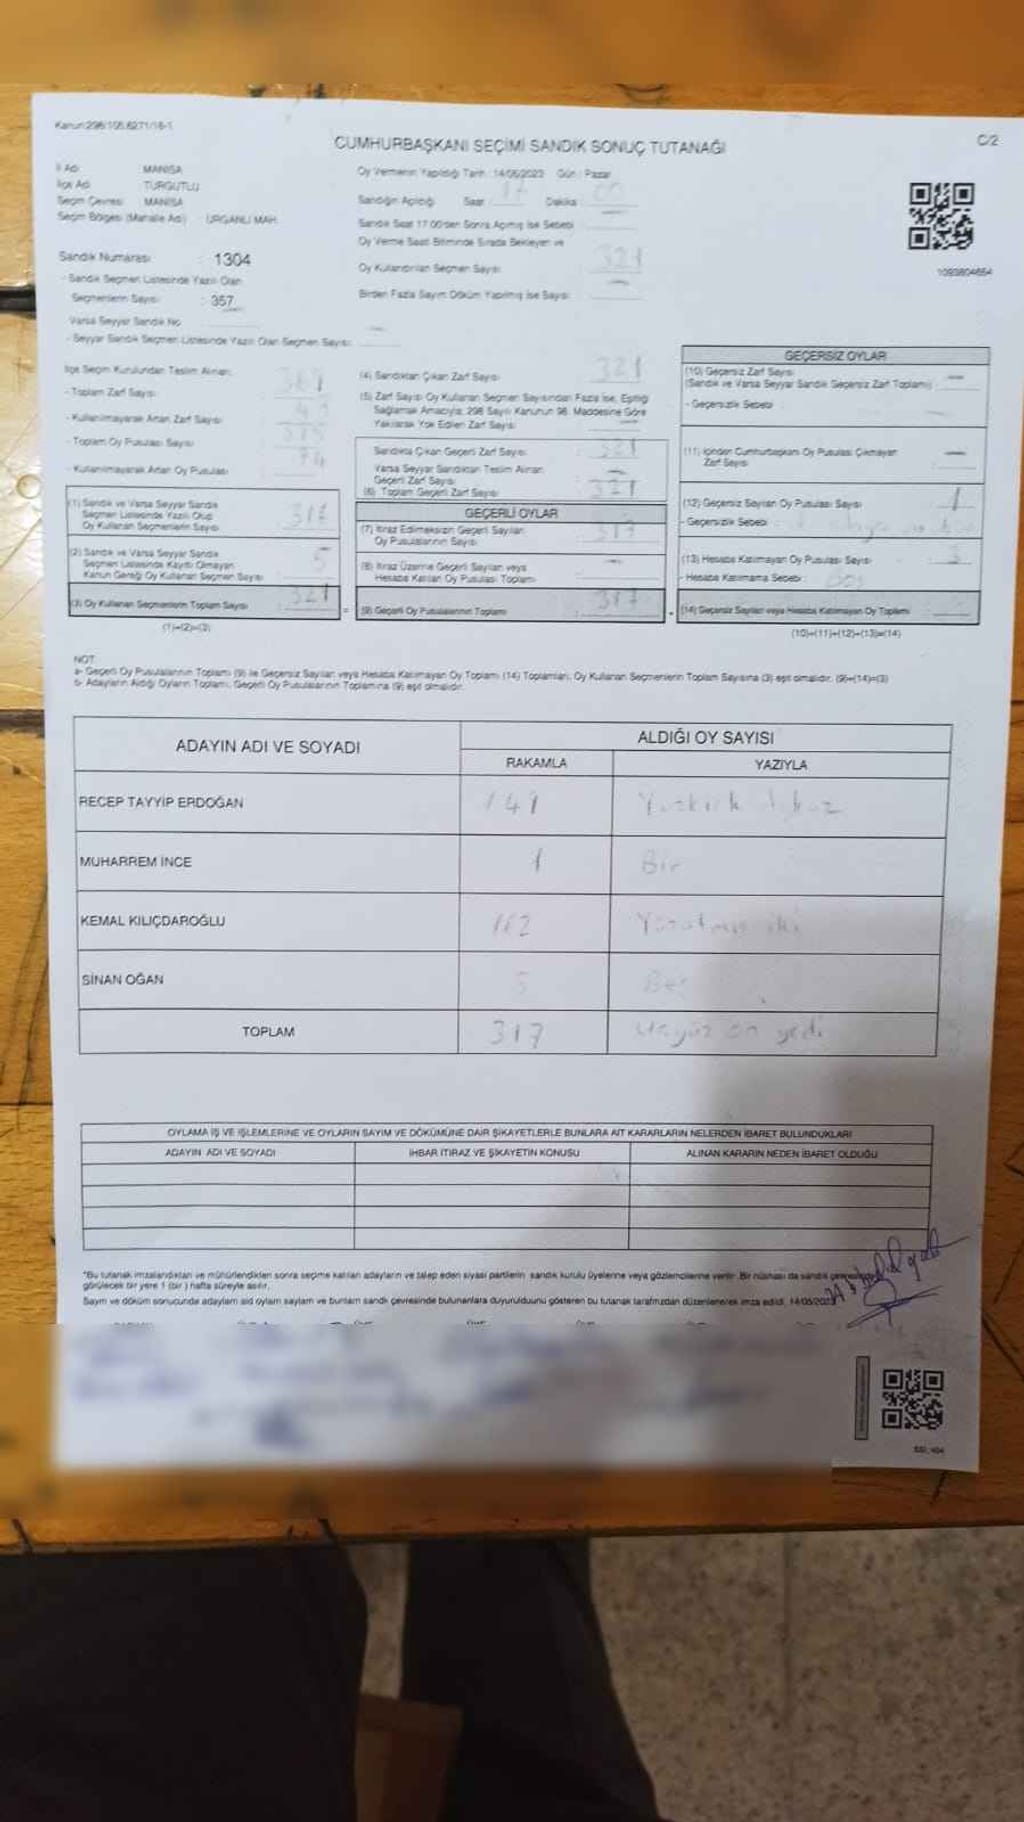 Kanun:298/105,6271/16-1
C/2
CUMHURBAŞKANI SEÇİMİ SANDIK SONUÇ TUTANAĞI
İl Adı MANİSA
İlçe Adı TURGUTLU
Seçim Çevresi MANİSA
Seçim Bölgesi (Mahalle Adı) : URGANLI MAH.
Sandık Numarası : 1304
- Sandık Seçmen Listesinde Yazılı Olan
Seçmenlerin Sayısı : 357
Varsa Seyyar Sandık No
- Seyyar Sandık Seçmen Listesinde Yazılı Olan Seçmen Sayısı:
Oy Vermenin Yapıldığı Tarih : 14/05/2023 Gün : Pazar
Sandığın Açıldığı Saat 17 Dakika
Sandık Saat 17.00'den Sonra Açılmış İse Sebebi
Oy Verme Saati Bitiminde Sırada Bekleyen ve
Oy Kullandırılan Seçmen Sayısı 321
Birden Fazla Sayım Döküm Yapılmış İse Sayısı
1093804654
İlçe Seçim Kurulundan Teslim Alınan:
- Toplam Zarf Sayısı
- Kullanılmayarak Artan Zarf Sayısı
- Toplam Oy Pusulası Sayısı
- Kullanılmayarak Artan Oy Pusulası
(1) Sandık ve Varsa Seyyar Sandık
Seçmen Listesinde Yazılı Olup
Oy Kullanan Seçmenlerin Sayısı 316
(2) Sandık ve Varsa Seyyar Sandık
Seçmen Listesinde Kayıtlı Olmayan
Kanun Gereği Oy Kullanan Seçmen Sayısı 5
(3) Oy Kullanan Seçmenlerin Toplam Sayısı 321
(1)+(2)=(3)
(4) Sandıktan Çıkan Zarf Sayısı 321
(5) Zarf Sayısı Oy Kullanan Seçmen Sayısından Fazla İse, Eşitliği
Sağlamak Amacıyla; 298 Sayılı Kanunun 98. Maddesine Göre
Yakılarak Yok Edilen Zarf Sayısı
Sandıkta Çıkan Geçerli Zarf Sayısı 321
Varsa Seyyar Sandıktan Teslim Alınan
Geçerli Zarf Sayısı
(6) Toplam Geçerli Zarf Sayısı 321
GEÇERLİ OYLAR
(7) İtiraz Edilmeksizin Geçerli Sayılan
Oy Pusulalarının Sayısı 317
(8) İtiraz Üzerine Geçerli Sayılan veya
Hesaba Katılan Oy Pusulası Toplamı
(9) Geçerli Oy Pusulalarının Toplamı 317
GEÇERSİZ OYLAR
(10) Geçersiz Zarf Sayısı
(Sandık ve Varsa Seyyar Sandık Geçersiz Zarf Toplamı)
- Geçersizlik Sebebi
(11) İçinden Cumhurbaşkanı Oy Pusulası Çıkmayan
Zarf Sayısı
(12) Geçersiz Sayılan Oy Pusulası Sayısı 1
- Geçersizlik Sebebi
(13) Hesaba Katılmayan Oy Pusulası Sayısı 3
- Hesaba Katılmama Sebebi
(14) Geçersiz Sayılan veya Hesaba Katılmayan Oy Toplamı
(10)+(11)+(12)+(13)=(14)
NOT
a- Geçerli Oy Pusulalarının Toplamı (9) ile Geçersiz Sayılan veya Hesaba Katılmayan Oy Toplamı (14) Toplamları, Oy Kullanan Seçmenlerin Toplam Sayısına (3) eşit olmalıdır. (9)+(14)=(3)
b- Adayların Aldığı Oyların Toplamı, Geçerli Oy Pusulalarının Toplamına (9) eşit olmalıdır.
ADAYIN ADI VE SOYADI ALDIĞI OY SAYISI
RAKAMLA YAZIYLA
RECEP TAYYİP ERDOĞAN 149 Yüzkırk dokuz
MUHARREM İNCE 1 Bir
KEMAL KILIÇDAROĞLU 162 Yüzatmış iki
SİNAN OĞAN 5 Beş
TOPLAM 317 Üçyüz on yedi
OYLAMA İŞ VE İŞLEMLERİNE VE OYLARIN SAYIM VE DÖKÜMÜNE DAİR ŞİKAYETLERLE BUNLARA AİT KARARLARIN NELERDEN İBARET BULUNDUKLARI
ADAYIN ADI VE SOYADI İHBAR İTİRAZ VE ŞİKAYETİN KONUSU ALINAN KARARIN NEDEN İBARET OLDUĞU
*Bu tutanak imzalandıktan ve mühürlendikten sonra seçime katılan adayların ve talep eden siyasi partilerin sandık kurulu üyelerine veya gözlemcilerine verilir. Bir nüshası da sandık
görülecek bir yere 1 (bir) hafta süreyle asılır.
Sayım ve döküm sonucunda adayların aldığı oyların sayısını ve bunların sandık çevresinde bulunanlara duyurulduğunu gösteren bu tutanak tarafımızdan düzenlenerek imza edildi. 14/05/2023